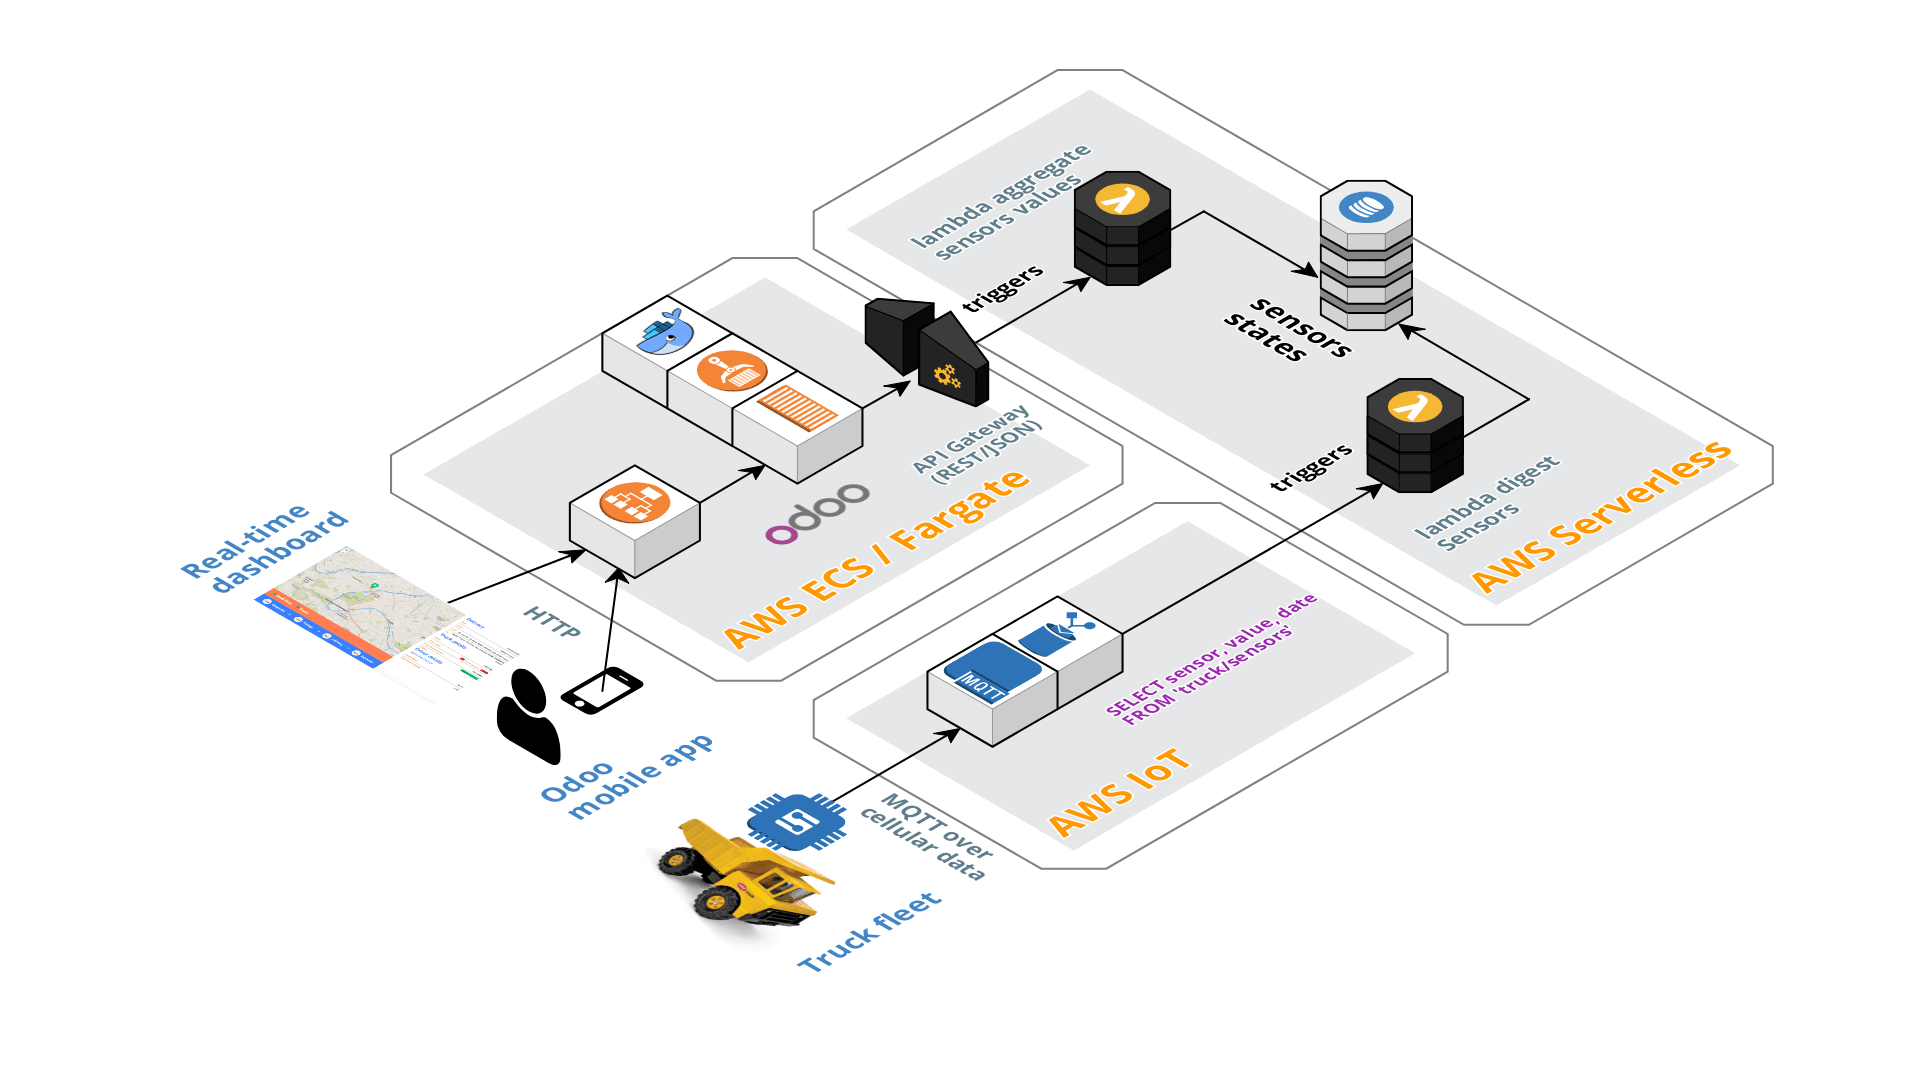 lambda aggregate
sensors values
triggers
sensors
states
API Gateway
(REST/JSON)
odoo
AWS ECS / Fargate
triggers
lambda digest
Sensors
AWS Serverless
Real-time
dashboard
HTTP
MQTT
SELECT sensor, value, date
FROM 'truck/sensors'
AWS IoT
Odoo
mobile app
MQTT over
cellular data
Truck fleet